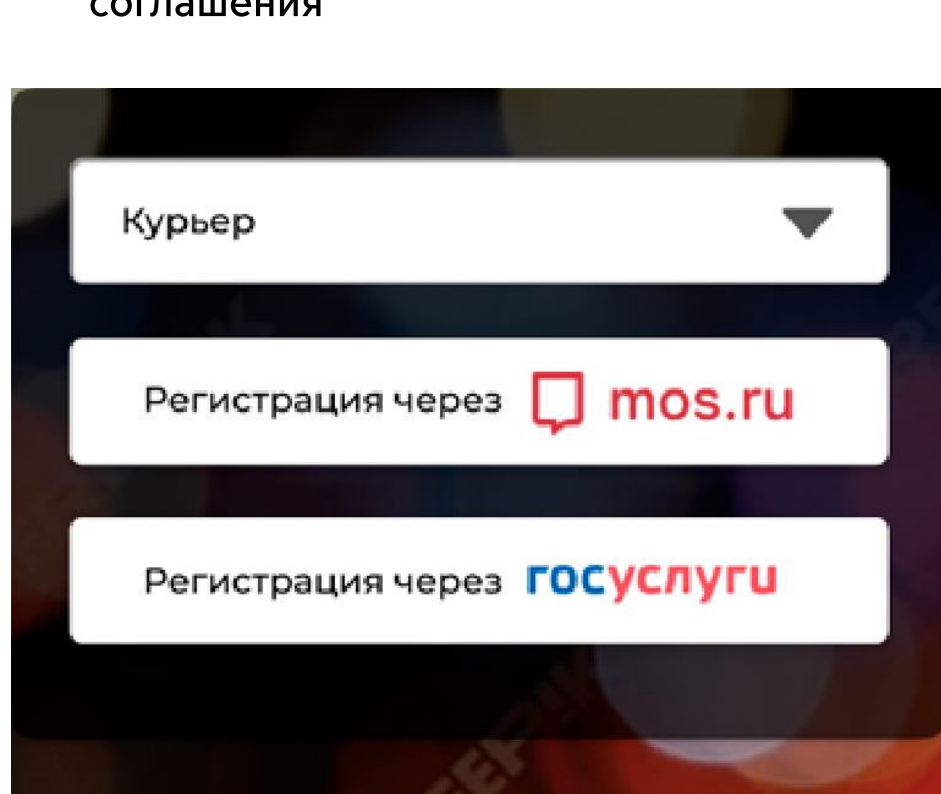 соглашения
Курьер
Регистрация через mos.ru
Регистрация через госуслуги